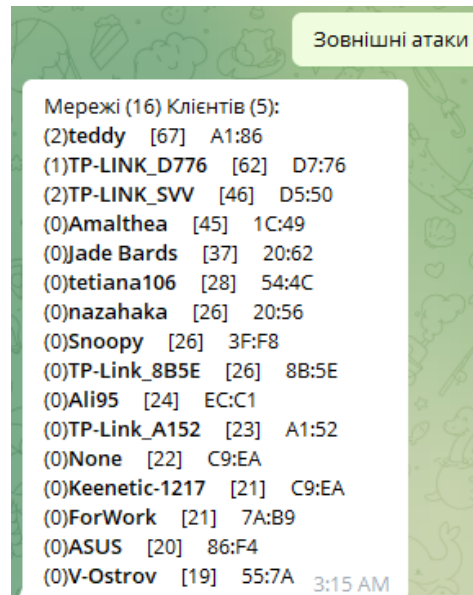 Зовнішні атаки
Мережі (16) Клієнтів (5):
(2)teddy [67] A1:86
(1)TP-LINK_D776 [62] D7:76
(2)TP-LINK_SVV [46] D5:50
(0)Amalthea [45] 1C:49
(0)Jade Bards [37] 20:62
(0)tetiana106 [28] 54:4C
(0)nazahaka [26] 20:56
(0)Snoopy [26] 3F:F8
(0)TP-Link_8B5E [26] 8B:5E
(0)Ali95 [24] EC:C1
(0)TP-Link_A152 [23] A1:52
(0)None [22] C9:EA
(0)Keenetic-1217 [21] C9:EA
(0)ForWork [21] 7A:B9
(0)ASUS [20] 86:F4
(0)V-Ostrov [19] 55:7A 3:15 AM